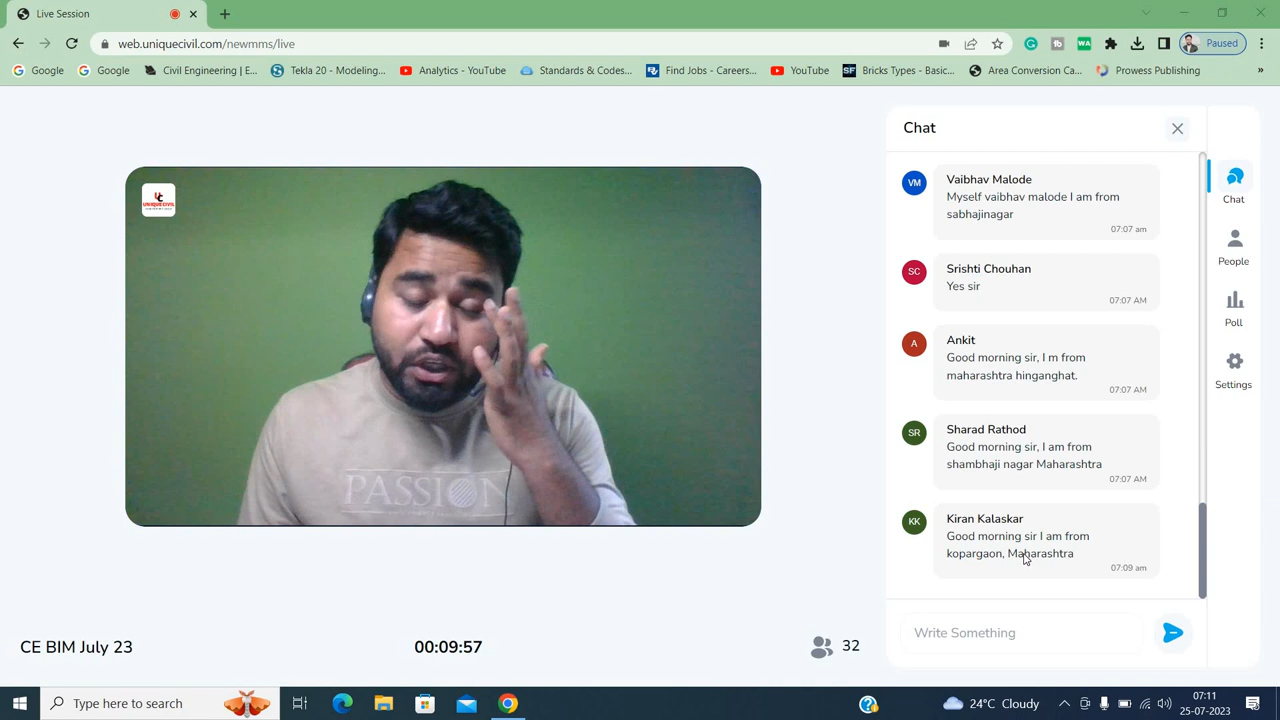 Live Session
web.uniquecivil.com/newmms/live
Paused
Google
Google
Civil Engineering | E...
Tekla 20 - Modeling...
Analytics - YouTube
Standards & Codes...
Find Jobs - Careers...
YouTube
SF
Bricks Types - Basic...
Area Conversion Ca...
Prowess Publishing
»
Chat
VM
Vaibhav Malode
Myself vaibhav malode I am from
sabhajinagar
07:07 am
SC
Srishti Chouhan
Yes sir
07:07 AM
A
Ankit
Good morning sir, I m from
maharashtra hinganghat.
07:07 AM
SR
Sharad Rathod
Good morning sir, I am from
shambhaji nagar Maharashtra
07:07 AM
KK
Kiran Kalaskar
Good morning sir I am from
kopargaon, Maharashtra
07:09 am
Write Something
Chat
People
Poll
Settings
UC
UNIQUE CIVIL
PASSION
CE BIM July 23
00:09:57
32
Type here to search
24°C Cloudy
07:11
25-07-2023